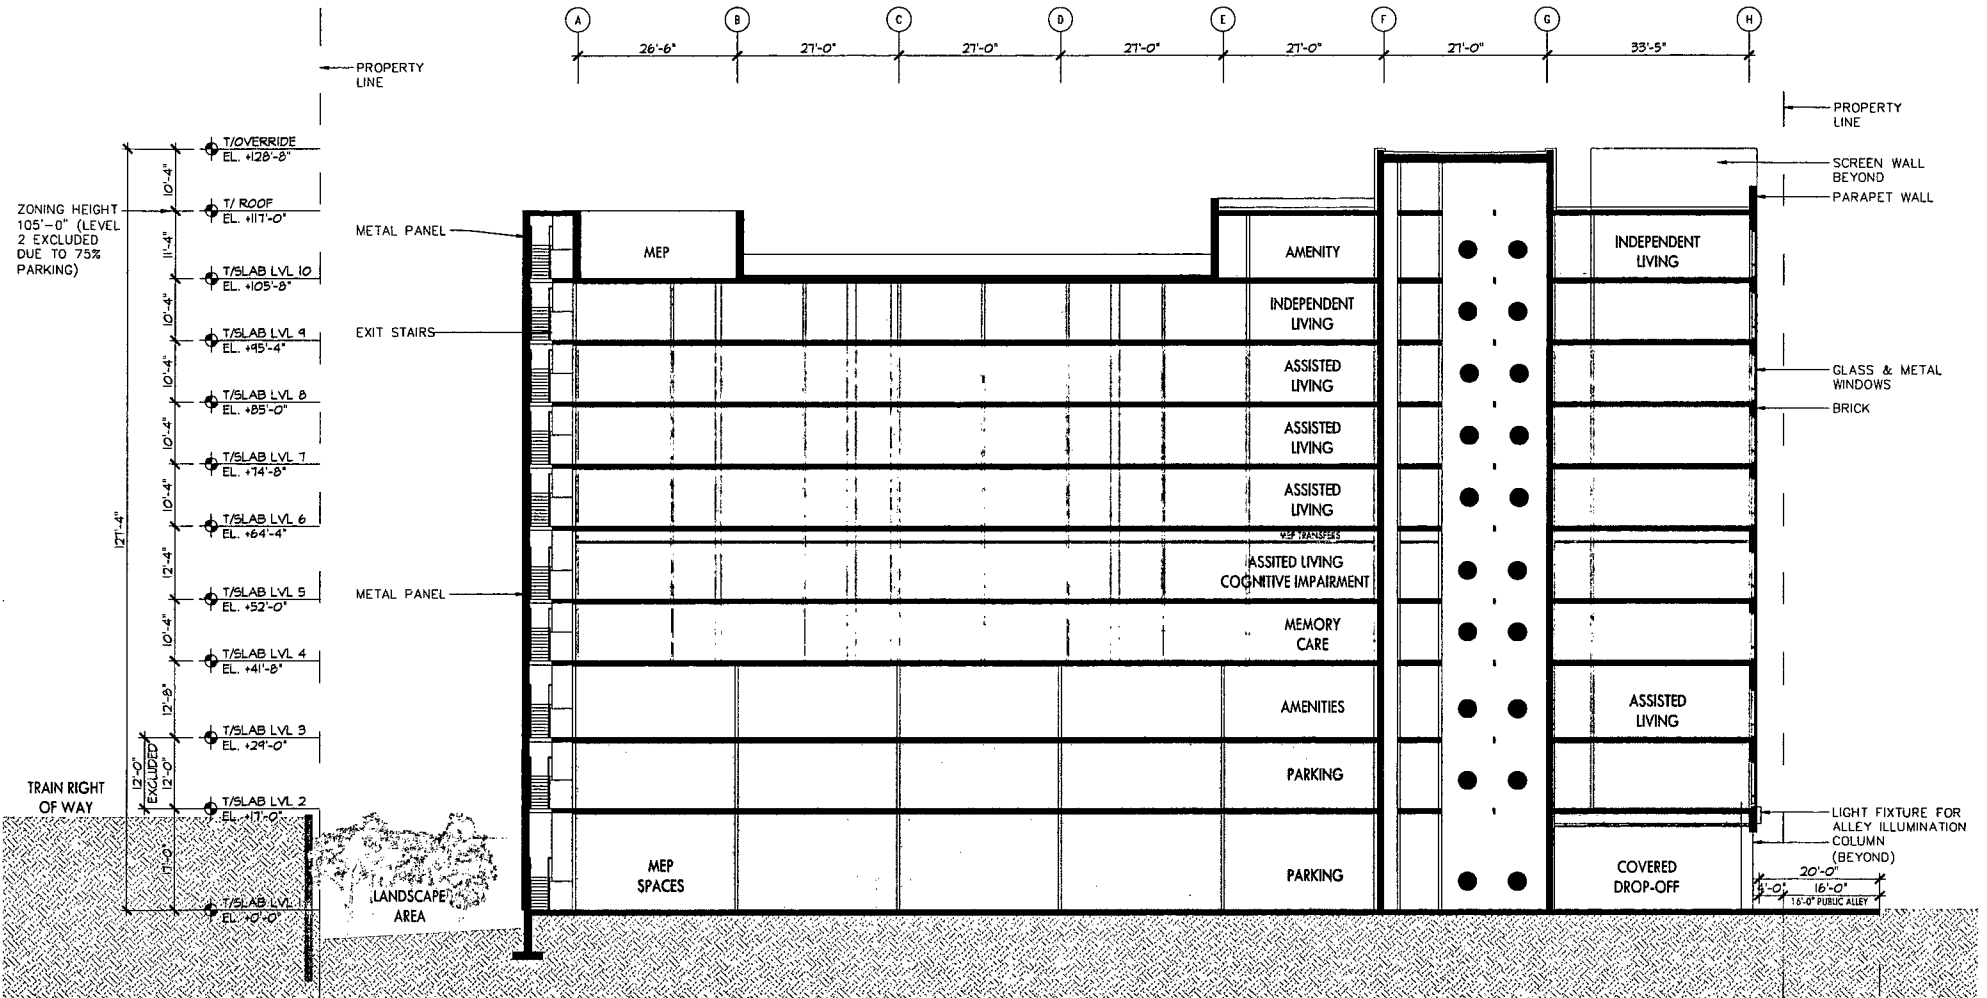 A B C D E F G H
26'-6" 27'-0" 27'-0" 27'-0" 27'-0" 27'-0" 33'-5"
PROPERTY
LINE
PROPERTY
LINE
T/OVERRIDE
EL. +128'-8"
10'-4"
SCREEN WALL
BEYOND
PARAPET WALL
T/ ROOF
EL. +117'-0"
ZONING HEIGHT
105'-0" (LEVEL
2 EXCLUDED
DUE TO 75%
PARKING)
METAL PANEL
11'-4"
MEP
AMENITY
INDEPENDENT
LIVING
T/SLAB LVL 10
EL. +105'-8"
10'-4"
EXIT STAIRS
INDEPENDENT
LIVING
T/SLAB LVL 9
EL. +95'-4"
10'-4"
ASSISTED
LIVING
GLASS & METAL
WINDOWS
BRICK
T/SLAB LVL 8
EL. +85'-0"
10'-4"
ASSISTED
LIVING
T/SLAB LVL 7
EL. +74'-8"
10'-4"
ASSISTED
LIVING
T/SLAB LVL 6
EL. +64'-4"
127'-4"
MEP TRANSFERS
12'-4"
ASSITED LIVING
COGNITIVE IMPAIRMENT
METAL PANEL
T/SLAB LVL 5
EL. +52'-0"
10'-4"
MEMORY
CARE
T/SLAB LVL 4
EL. +41'-8"
12'-8"
AMENITIES
ASSISTED
LIVING
T/SLAB LVL 3
EL. +29'-0"
12'-0"
EXCLUDED
12'-0"
PARKING
TRAIN RIGHT
OF WAY
T/SLAB LVL 2
EL. +17'-0"
LIGHT FIXTURE FOR
ALLEY ILLUMINATION
COLUMN
(BEYOND)
17'-0"
MEP
SPACES
PARKING
COVERED
DROP-OFF
20'-0"
4'-0" 16'-0"
16'-0" PUBLIC ALLEY
LANDSCAPE
AREA
T/SLAB LVL 1
EL. +0'-0"